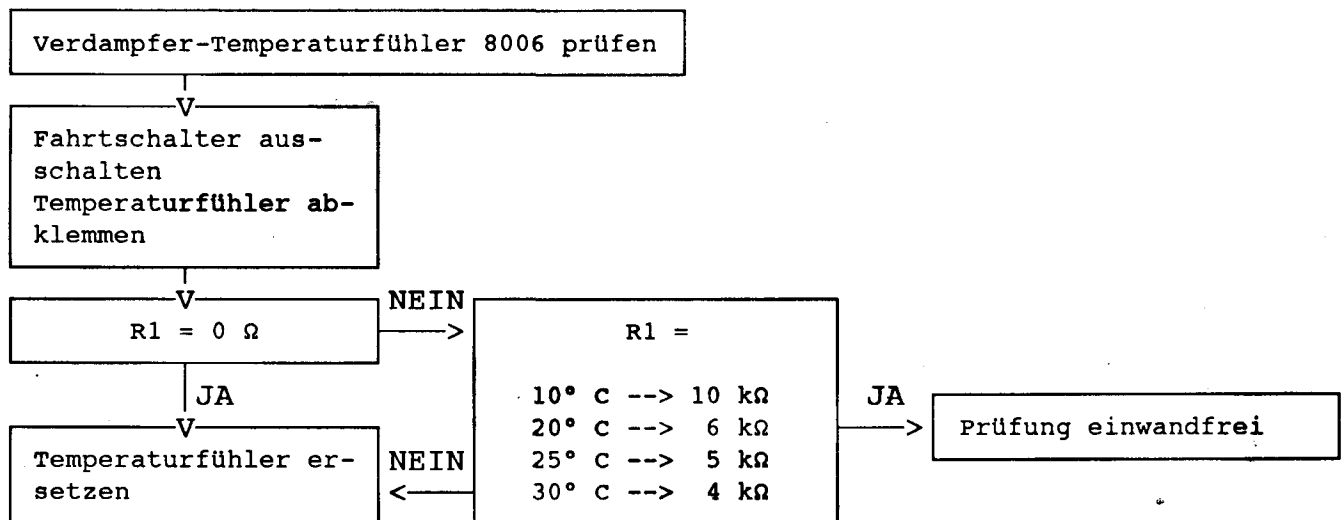 Verdampfer-Temperaturfühler 8006 prüfen
V
Fahrtschalter aus-
schalten
Temperaturfühler ab-
klemmen
V
R1 = 0 Ω
NEIN
>
JA
V
Temperaturfühler er-
setzen
R1 =
10° C --> 10 kΩ
20° C --> 6 kΩ
25° C --> 5 kΩ
30° C --> 4 kΩ
NEIN
<
JA
>
Prüfung einwandfrei